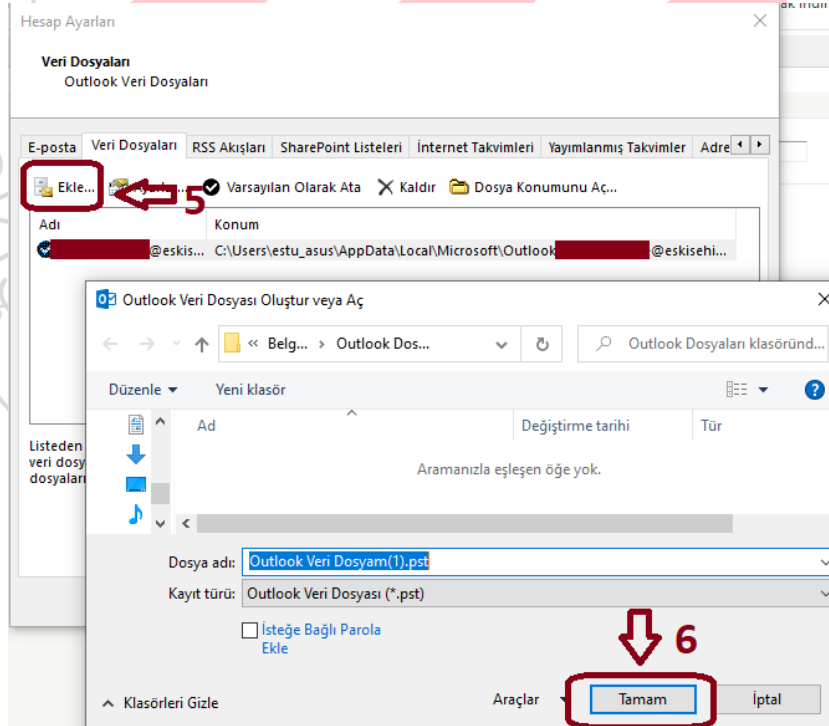 Hesap Ayarları
Veri Dosyaları
Outlook Veri Dosyaları
E-posta Veri Dosyaları RSS Akışları SharePoint Listeleri İnternet Takvimleri Yayımlanmış Takvimler Adre
Ekle... Varsayılan Olarak Ata Kaldır Dosya Konumunu Aç...
5
Adı Konum
@eskis... C:\Users\estu_asus\AppData\Local\Microsoft\Outlook @eskisehi...
Outlook Veri Dosyası Oluştur veya Aç
« Belg... > Outlook Dos... Outlook Dosyaları klasöründ...
Düzenle Yeni klasör
Ad Değiştirme tarihi Tür
Listeden
veri dosy
dosyaları
Aramanızla eşleşen öğe yok.
Dosya adı: Outlook Veri Dosyam(1).pst
Kayıt türü: Outlook Veri Dosyası (*.pst)
İsteğe Bağlı Parola
Ekle
6
Klasörleri Gizle Araçlar Tamam İptal